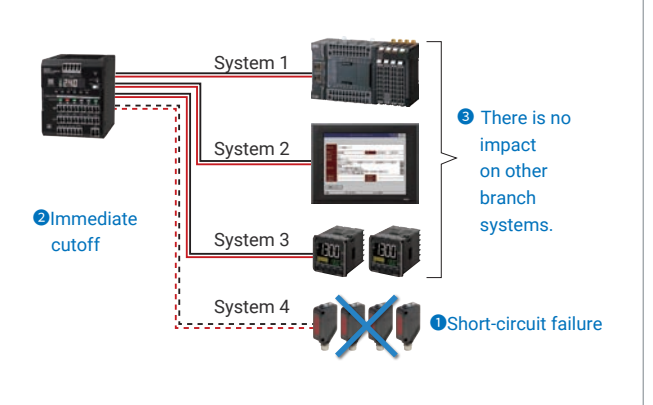 System 1
System 2
System 3
System 4
❶Short-circuit failure
❷Immediate
cutoff
❸ There is no
impact
on other
branch
systems.